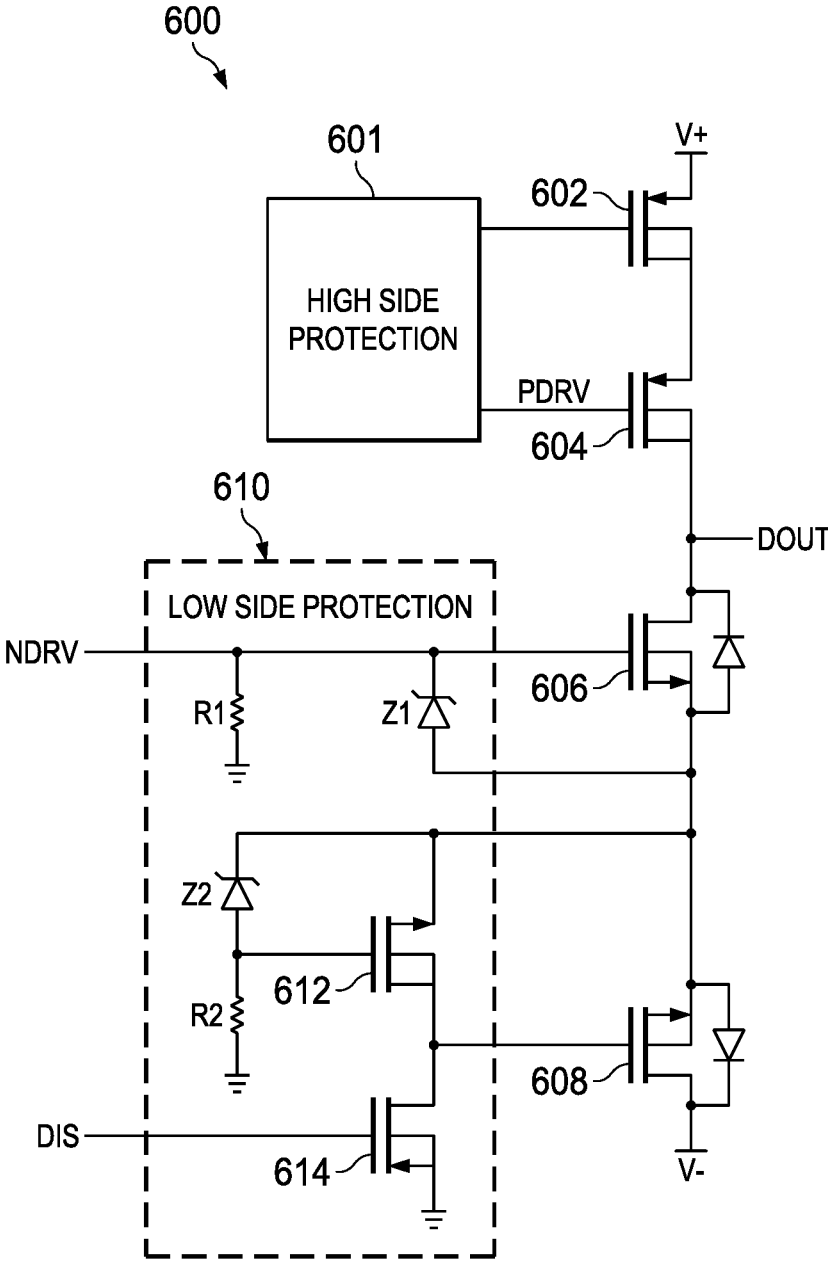 600
601
V+
602
HIGH SIDE
PROTECTION
PDRV
604
610
DOUT
LOW SIDE PROTECTION
NDRV
606
R1
Z1
Z2
612
R2
608
DIS
614
V-